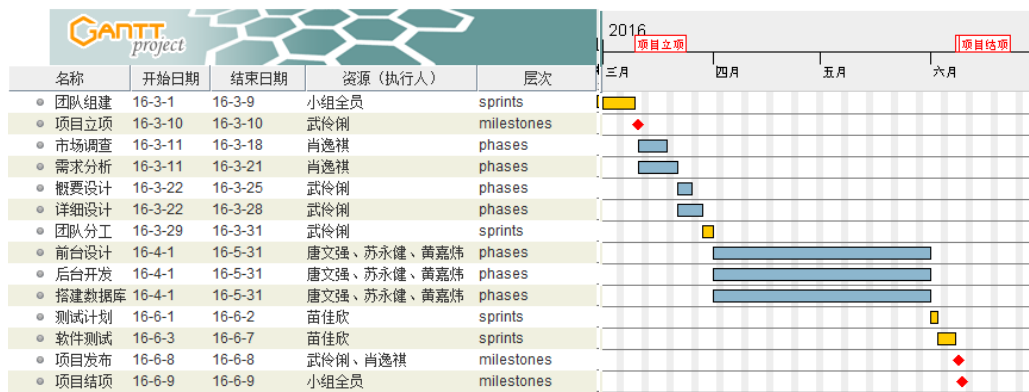 GANTT
project
2016
项目立项 项目结项
三月 四月 五月 六月
名称 开始日期 结束日期 资源（执行人） 层次
团队组建 16-3-1 16-3-9 小组全员 sprints
项目立项 16-3-10 16-3-10 武伶俐 milestones
市场调查 16-3-11 16-3-18 肖逸祺 phases
需求分析 16-3-11 16-3-21 肖逸祺 phases
概要设计 16-3-22 16-3-25 武伶俐 phases
详细设计 16-3-22 16-3-28 武伶俐 phases
团队分工 16-3-29 16-3-31 武伶俐 sprints
前台设计 16-4-1 16-5-31 唐文强、苏永健、黄嘉炜 phases
后台开发 16-4-1 16-5-31 唐文强、苏永健、黄嘉炜 phases
搭建数据库 16-4-1 16-5-31 唐文强、苏永健、黄嘉炜 phases
测试计划 16-6-1 16-6-2 苗佳欣 sprints
软件测试 16-6-3 16-6-7 苗佳欣 sprints
项目发布 16-6-8 16-6-8 武伶俐、肖逸祺 milestones
项目结项 16-6-9 16-6-9 小组全员 milestones